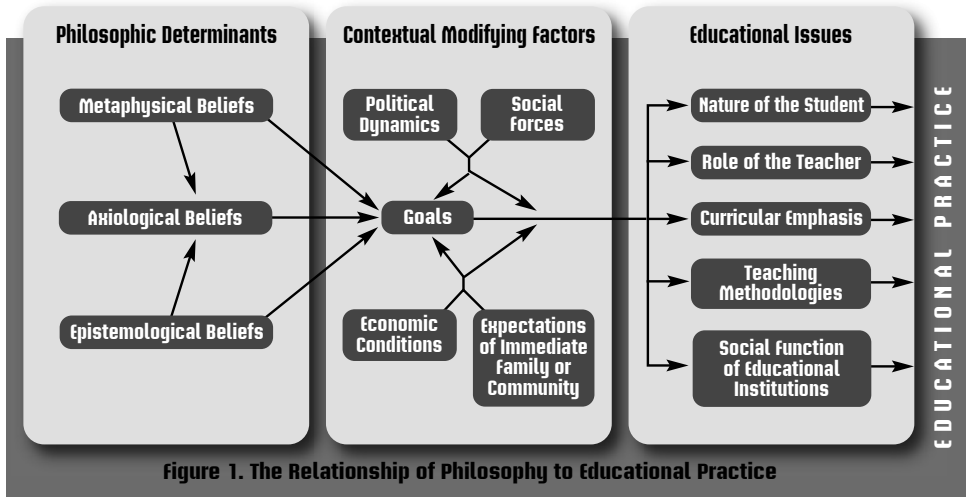 Philosophic Determinants
Metaphysical Beliefs
Axiological Beliefs
Epistemological Beliefs
Contextual Modifying Factors
Political
Dynamics
Social
Forces
Goals
Economic
Conditions
Expectations
of Immediate
Family or
Community
Educational Issues
Nature of the Student
Role of the Teacher
Curricular Emphasis
Teaching
Methodologies
Social Function
of Educational
Institutions
EDUCATIONAL PRACTICE
Figure 1. The Relationship of Philosophy to Educational Practice